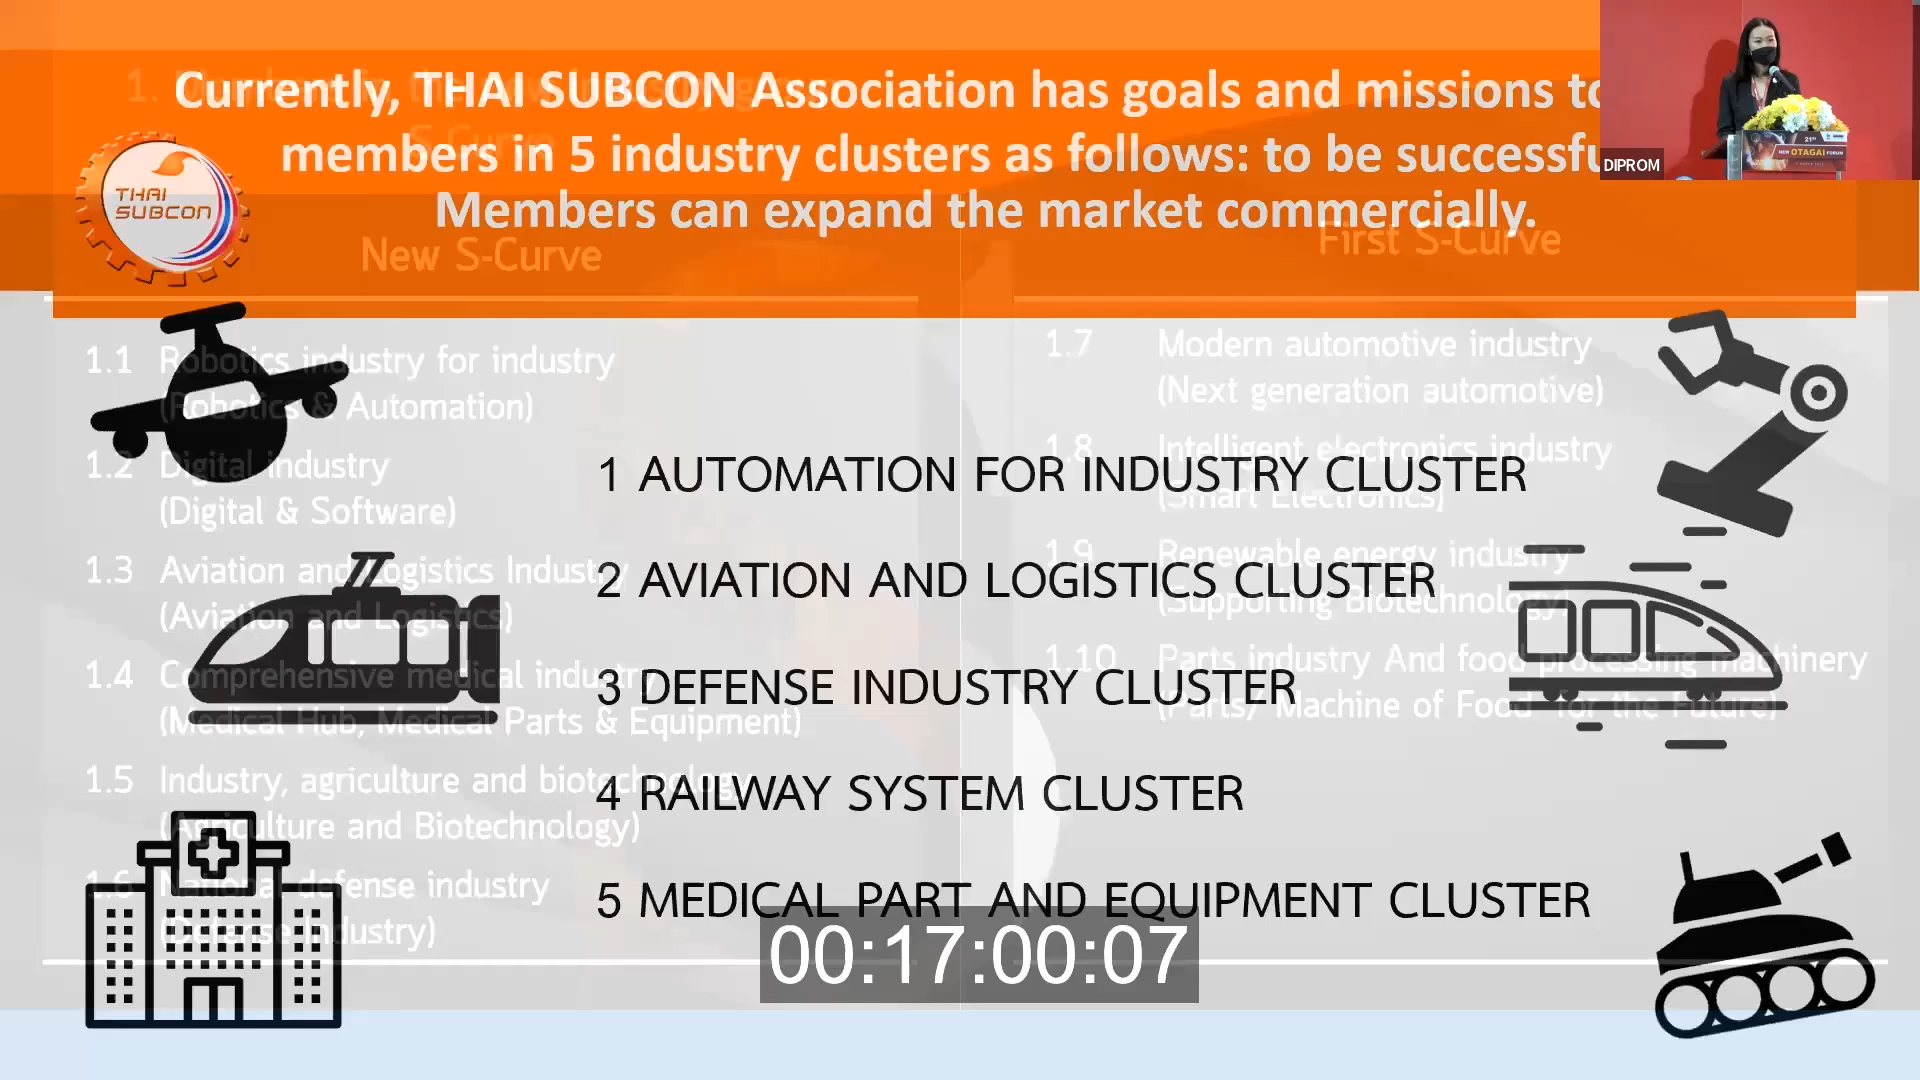 Currently, THAI SUBCON Association has goals and missions to
members in 5 industry clusters as follows: to be successfu
Members can expand the market commercially.
THAI
SUBCON
DIPROM
21st
NEW OTAGAI FORUM
New S-Curve
First S-Curve
1.1 Robotics industry for industry
(Robotics & Automation)
1.2 Digital industry
(Digital & Software)
1.3 Aviation and Logistics Industry
(Aviation and Logistics)
1.4 Comprehensive medical industry
(Medical Hub, Medical Parts & Equipment)
1.5 Industry, agriculture and biotechnology
(Agriculture and Biotechnology)
1.6 National defense industry
(Defense Industry)
1.7 Modern automotive industry
(Next generation automotive)
1.8 Intelligent electronics industry
(Smart Electronics)
1.9 Renewable energy industry
(Supporting Biotechnology)
1.10 Parts industry And food processing machinery
(Parts/ Machine of Food for the Future)
1 AUTOMATION FOR INDUSTRY CLUSTER
2 AVIATION AND LOGISTICS CLUSTER
3 DEFENSE INDUSTRY CLUSTER
4 RAILWAY SYSTEM CLUSTER
5 MEDICAL PART AND EQUIPMENT CLUSTER
00:17:00:07